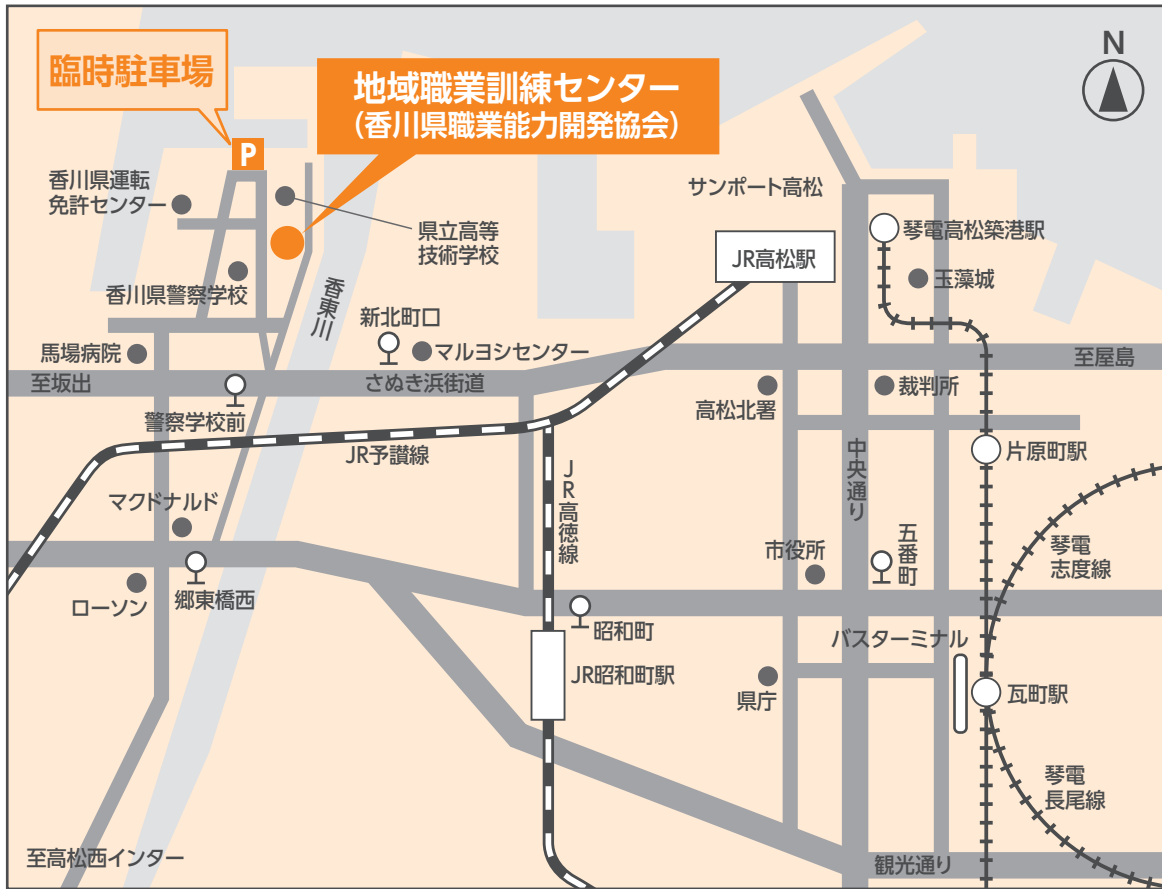 臨時駐車場
地域職業訓練センター
(香川県職業能力開発協会)
N
P
香川県運転
免許センター
県立高等
技術学校
サンポート高松
琴電高松築港駅
JR高松駅
玉藻城
香川県警察学校
香東川
新北町口
馬場病院
マルヨシセンター
至屋島
至坂出
さぬき浜街道
高松北署
裁判所
警察学校前
JR予讃線
中央通り
片原町駅
JR高徳線
マクドナルド
市役所
五番町
琴電
志度線
ローソン
郷東橋西
昭和町
バスターミナル
JR昭和町駅
県庁
瓦町駅
琴電
長尾線
至高松西インター
観光通り